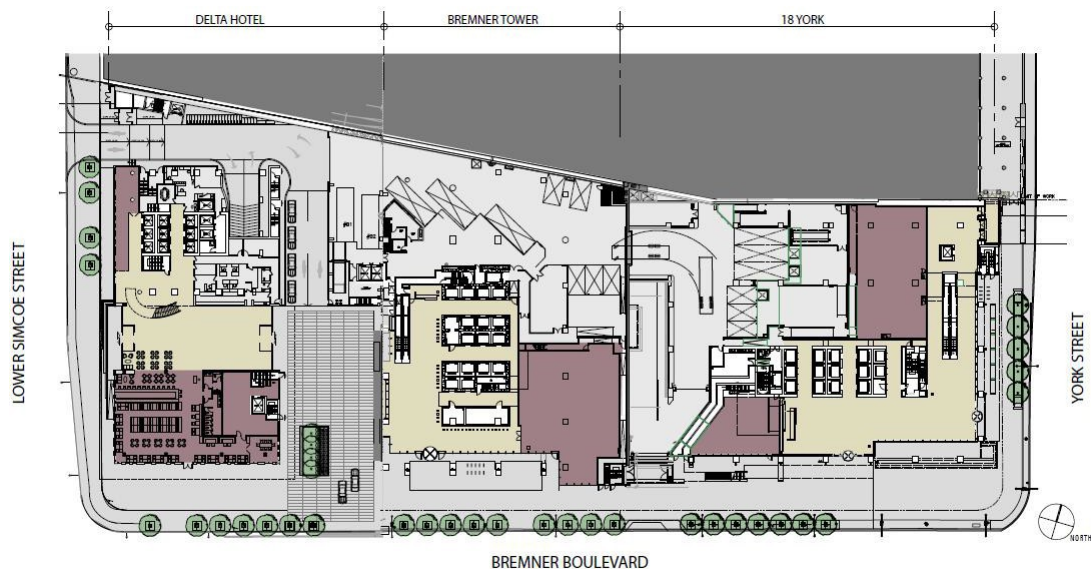 DELTA HOTEL
BREMNER TOWER
18 YORK
LOWER SIMCOE STREET
YORK STREET
NORTH
BREMNER BOULEVARD